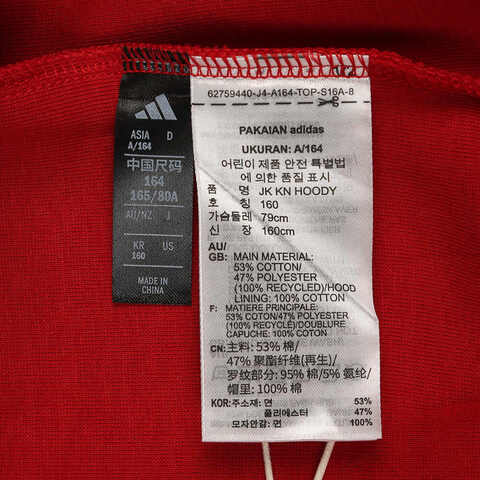 ASIA D
A/164
中国尺码
164
165/80A
AU/NZ J
KR US
160
MADE IN
CHINA
62759440-J4-A164-TOP-S16A-8
PAKAIAN adidas
UKURAN: A/164
어린이 제품 안전 특별법
에 의한 품질 표시
품 명 JK KN HOODY
호 칭 160
가슴둘레 79cm
신 장 160cm
AU/
GB: MAIN MATERIAL:
53% COTTON/
47% POLYESTER
(100% RECYCLED)/HOOD
LINING: 100% COTTON
F: MATIERE PRINCIPALE:
53% COTON/47% POLYESTER
(100% RECYCLED)/DOUBLURE
CAPUCHE: 100% COTON
CN: 主料: 53% 棉/
47% 聚酯纤维(再生)/
罗纹部分: 95% 棉/5% 氨纶/
帽里: 100% 棉
KOR: 주소재: 면 53%
폴리에스터 47%
모자안감: 면 100%